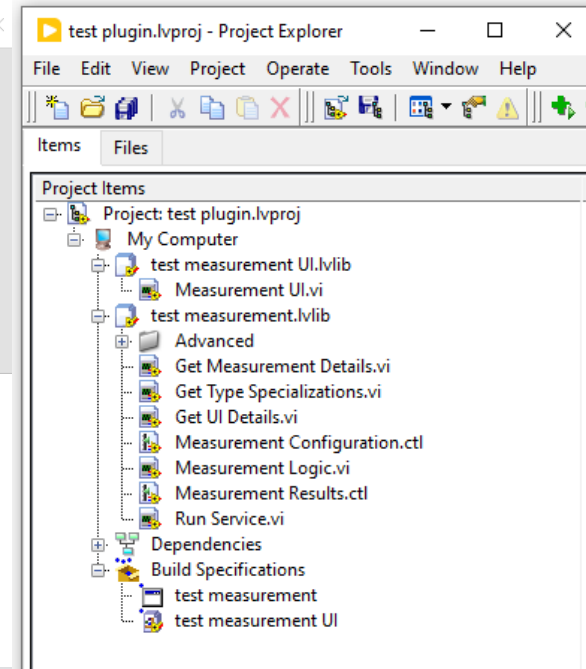 test plugin.lvproj - Project Explorer
File Edit View Project Operate Tools Window Help
Items Files
Project Items
Project: test plugin.lvproj
My Computer
test measurement UI.lvlib
Measurement UI.vi
test measurement.lvlib
Advanced
Get Measurement Details.vi
Get Type Specializations.vi
Get UI Details.vi
Measurement Configuration.ctl
Measurement Logic.vi
Measurement Results.ctl
Run Service.vi
Dependencies
Build Specifications
test measurement
test measurement UI